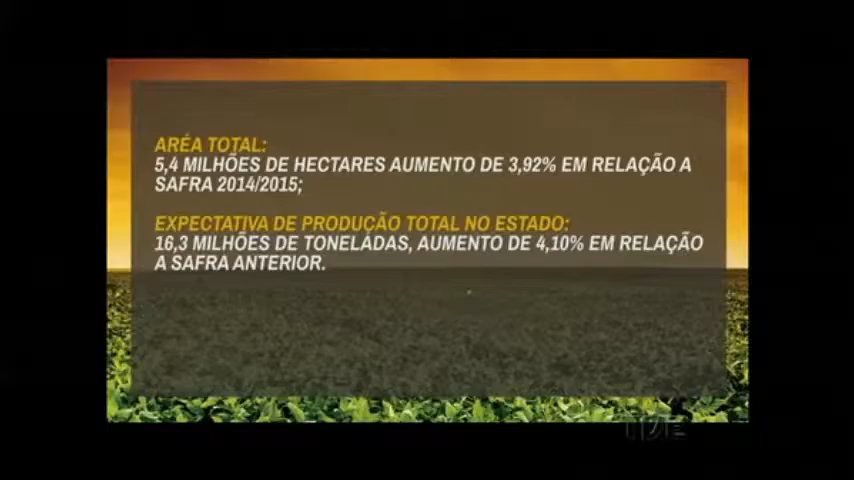 ARÉA TOTAL:
5,4 MILHÕES DE HECTARES AUMENTO DE 3,92% EM RELAÇÃO A
SAFRA 2014/2015;
EXPECTATIVA DE PRODUÇÃO TOTAL NO ESTADO:
16,3 MILHÕES DE TONELADAS, AUMENTO DE 4,10% EM RELAÇÃO
A SAFRA ANTERIOR.